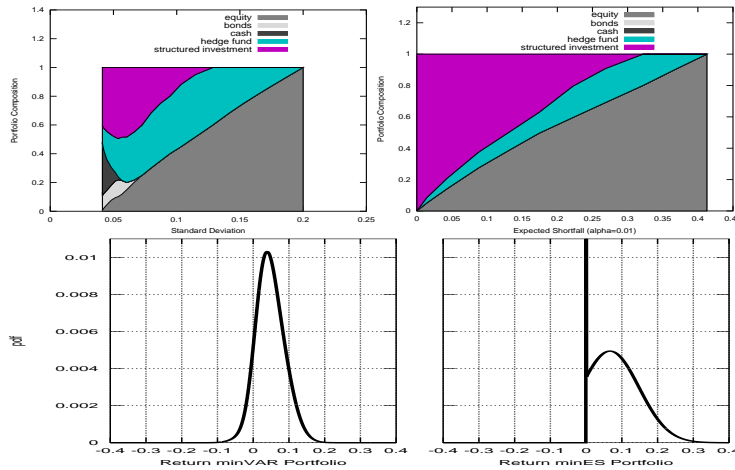 1.4
1.2
1
0.8
0.6
0.4
0.2
0
0 0.05 0.1 0.15 0.2 0.25
Portfolio Composition
Standard Deviation
equity
bonds
cash
hedge fund
structured investment
1.2
1
0.8
0.6
0.4
0.2
0
0 0.05 0.1 0.15 0.2 0.25 0.3 0.35 0.4 0.45
Portfolio Composition
Expected Shortfall (alpha=0.01)
equity
bonds
cash
hedge fund
structured investment
0.01
0.008
0.006
0.004
0.002
0
pdf
-0.4 -0.3 -0.2 -0.1 0 0.1 0.2 0.3 0.4
Return minVAR Portfolio
-0.4 -0.3 -0.2 -0.1 0 0.1 0.2 0.3 0.4
Return minES Portfolio